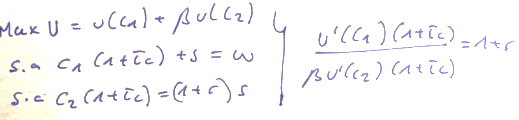 Max U = u(c1) + βu(c2)
s.a c1 (1+τc) + s = w
s.c c2 (1+τc) = (1+r) s
u'(c1) (1+τc) / βu'(c2) (1+τc) = 1+r